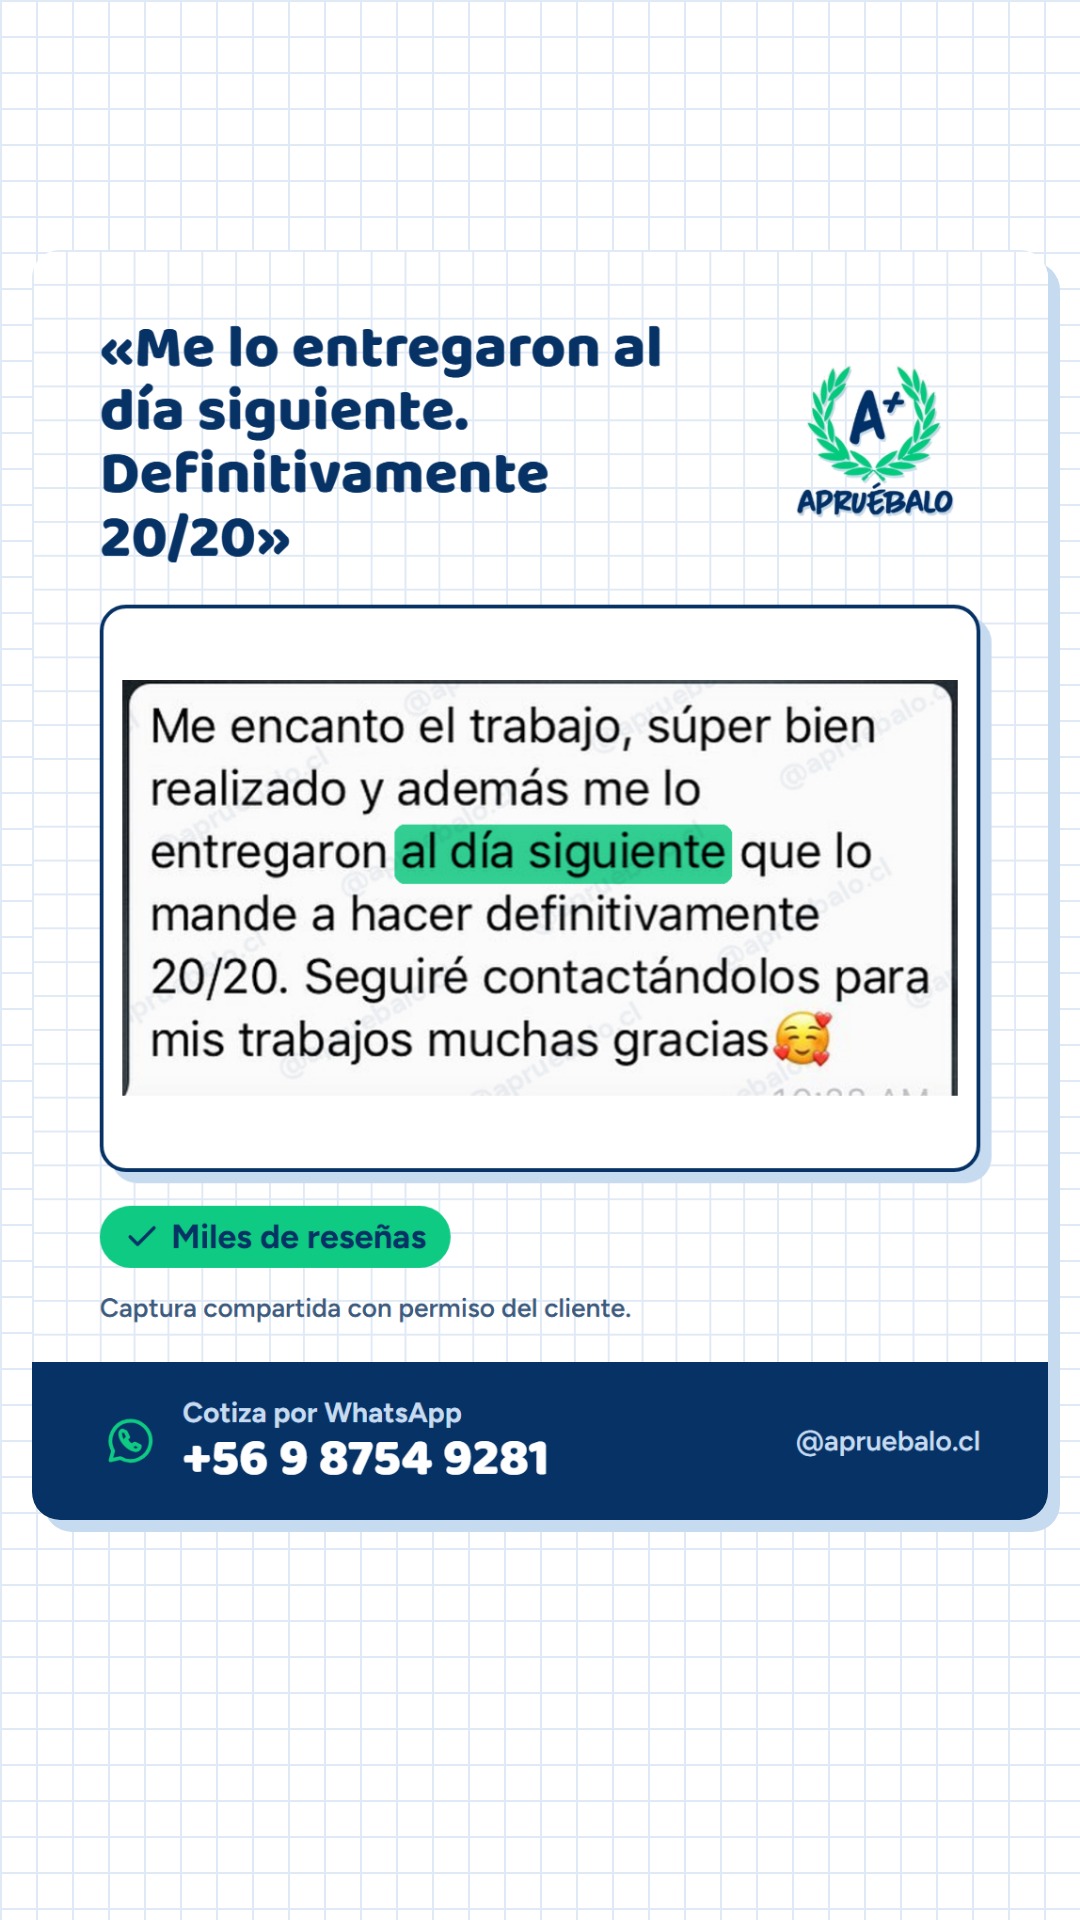 «Me lo entregaron al
día siguiente.
Definitivamente
20/20»
A+
APRUÉBALO
Me encanto el trabajo, súper bien
realizado y además me lo
entregaron al día siguiente que lo
mande a hacer definitivamente
20/20. Seguiré contactándolos para
mis trabajos muchas gracias🥰
Miles de reseñas
Captura compartida con permiso del cliente.
Cotiza por WhatsApp
+56 9 8754 9281
@apruebalo.cl